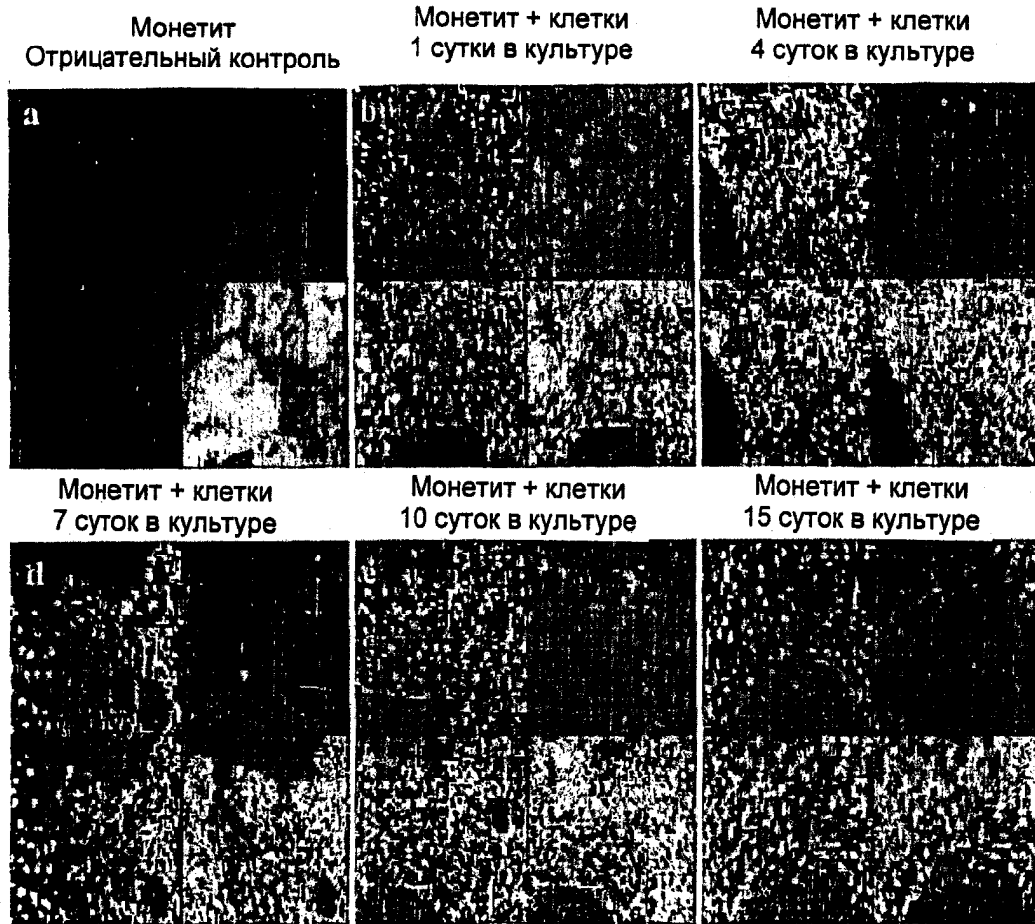 Монетит
Отрицательный контроль
Монетит + клетки
1 сутки в культуре
Монетит + клетки
4 суток в культуре
a
b
Монетит + клетки
7 суток в культуре
Монетит + клетки
10 суток в культуре
Монетит + клетки
15 суток в культуре
d
e